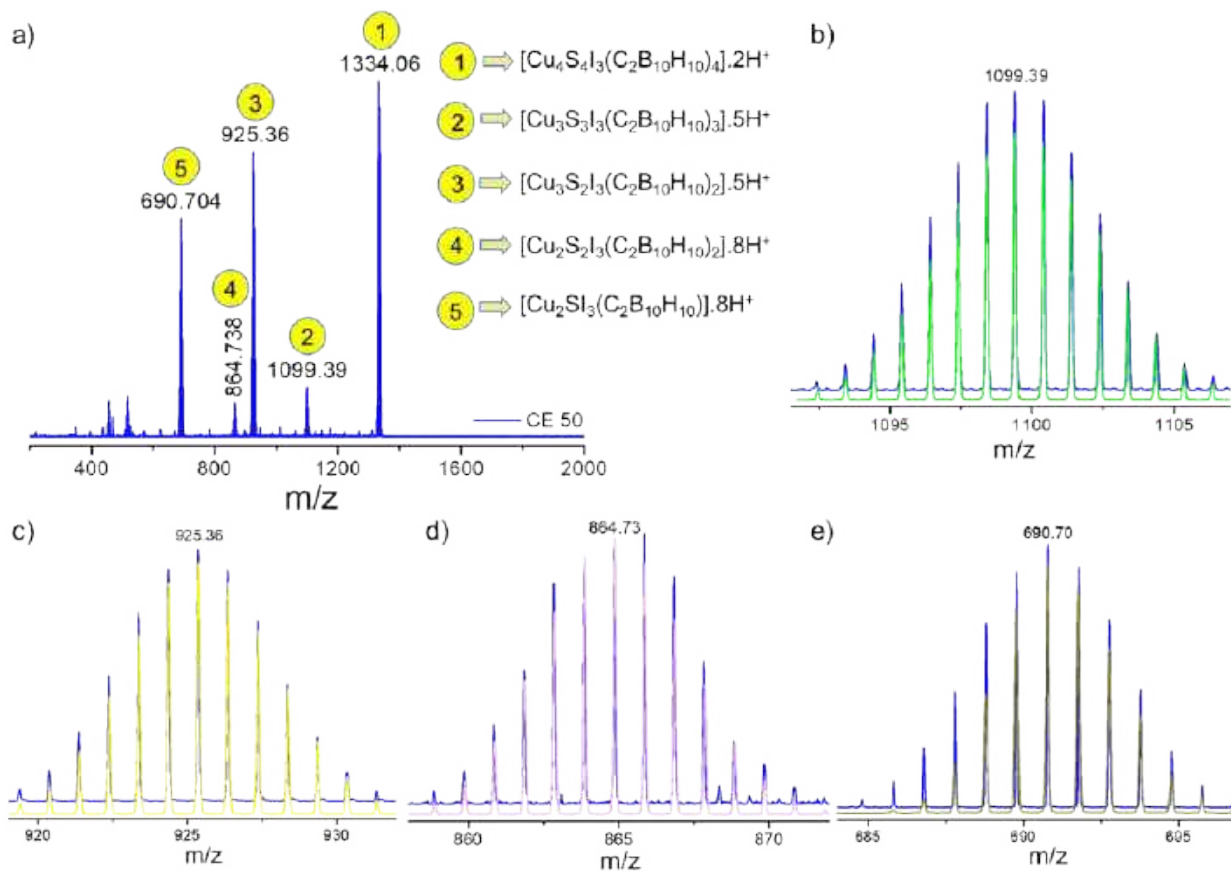 a)
1
1334.06
3
925.36
5
690.704
4
864.738
2
1099.39
CE 50
400 800 1200 1600 2000
m/z
1 [Cu₄S₄I₃(C₂B₁₀H₁₀)₄].2H⁺
2 [Cu₃S₃I₃(C₂B₁₀H₁₀)₃].5H⁺
3 [Cu₃S₂I₃(C₂B₁₀H₁₀)₂].5H⁺
4 [Cu₂S₂I₃(C₂B₁₀H₁₀)₂].8H⁺
5 [Cu₂SI₃(C₂B₁₀H₁₀)].8H⁺
b)
1099.39
1095 1100 1105
m/z
c)
925.36
920 925 930
m/z
d)
864.73
860 865 870
m/z
e)
690.70
685 690 695
m/z